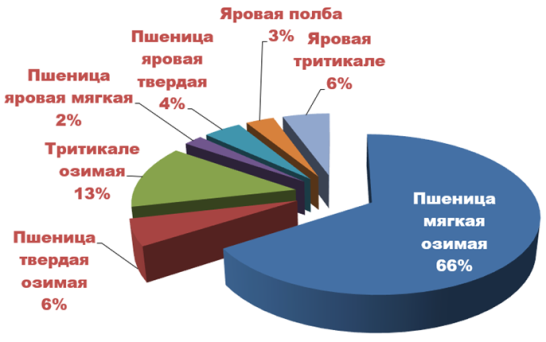 Яровая полба
3%
Яровая
тритикале
6%
Пшеница
яровая
твердая
4%
Пшеница
яровая мягкая
2%
Тритикале
озимая
13%
Пшеница
мягкая
озимая
66%
Пшеница
твердая
озимая
6%